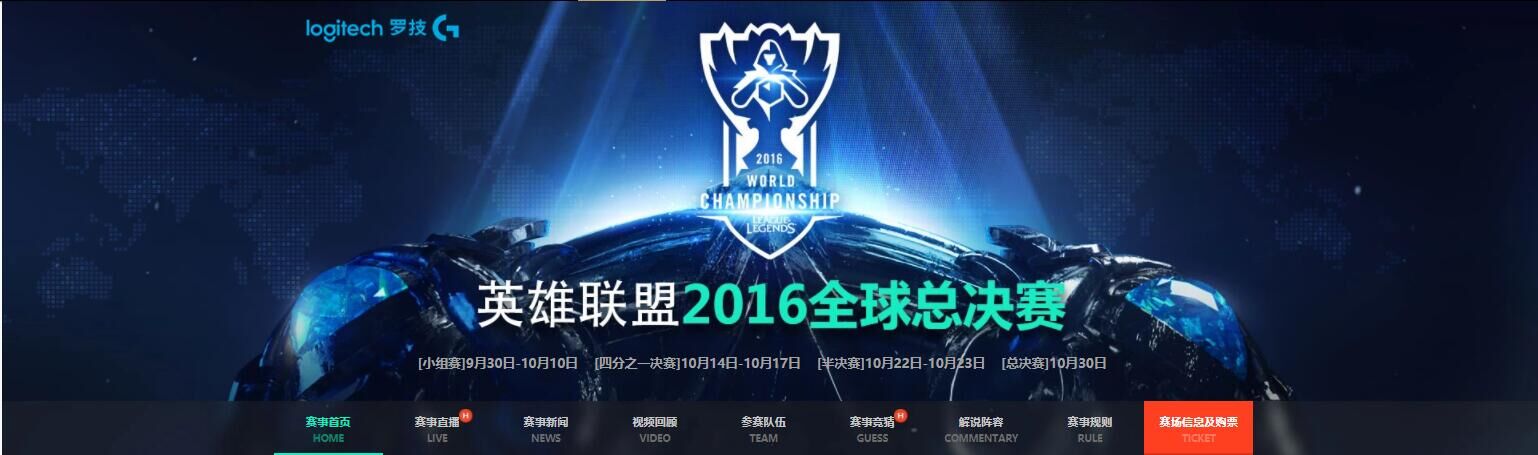 logitech 罗技 G
2016
WORLD
CHAMPIONSHIP
LEAGUE OF
LEGENDS
英雄联盟2016全球总决赛
[小组赛]9月30日-10月10日 [四分之一决赛]10月14日-10月17日 [半决赛]10月22日-10月23日 [总决赛]10月30日
赛事首页 赛事直播 H 赛事新闻 视频回顾 参赛队伍 赛事竞猜 H 解说阵容 赛事规则 赛场信息及购票
HOME LIVE NEWS VIDEO TEAM GUESS COMMENTARY RULE TICKET